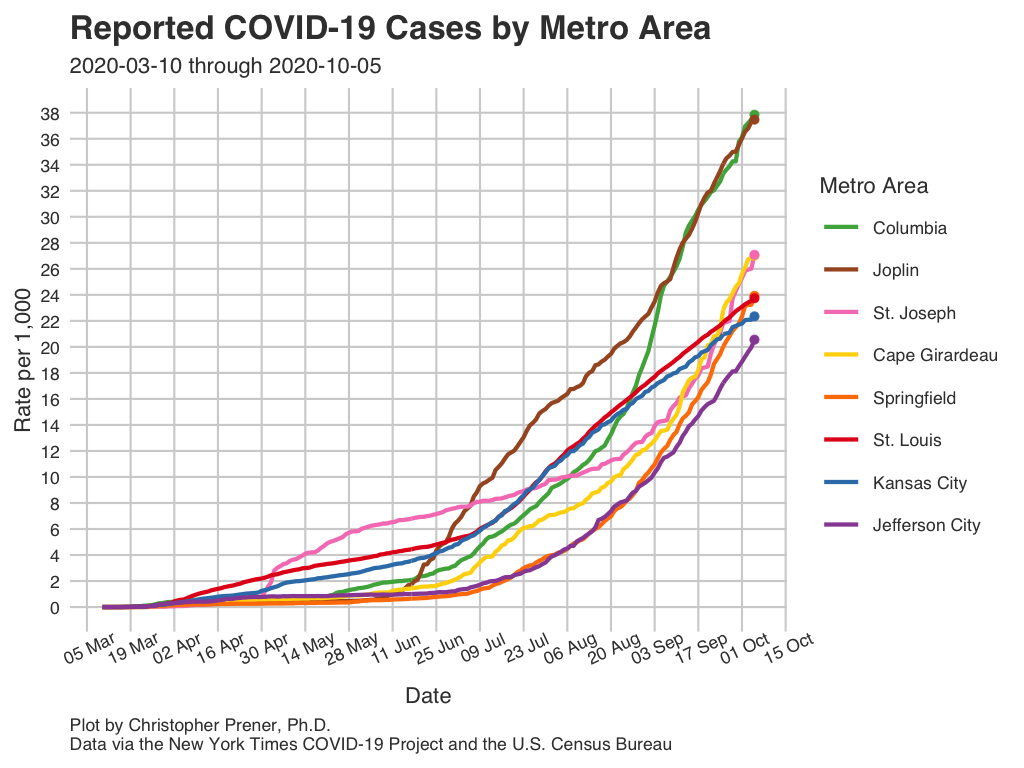 Reported COVID-19 Cases by Metro Area
2020-03-10 through 2020-10-05
38
36
34
32
30
28
26
24
22
20
18
16
14
12
10
8
6
4
2
0
Rate per 1,000
05 Mar
19 Mar
02 Apr
16 Apr
30 Apr
14 May
28 May
11 Jun
25 Jun
09 Jul
23 Jul
06 Aug
20 Aug
03 Sep
17 Sep
01 Oct
15 Oct
Date
Metro Area
Columbia
Joplin
St. Joseph
Cape Girardeau
Springfield
St. Louis
Kansas City
Jefferson City
Plot by Christopher Prener, Ph.D.
Data via the New York Times COVID-19 Project and the U.S. Census Bureau